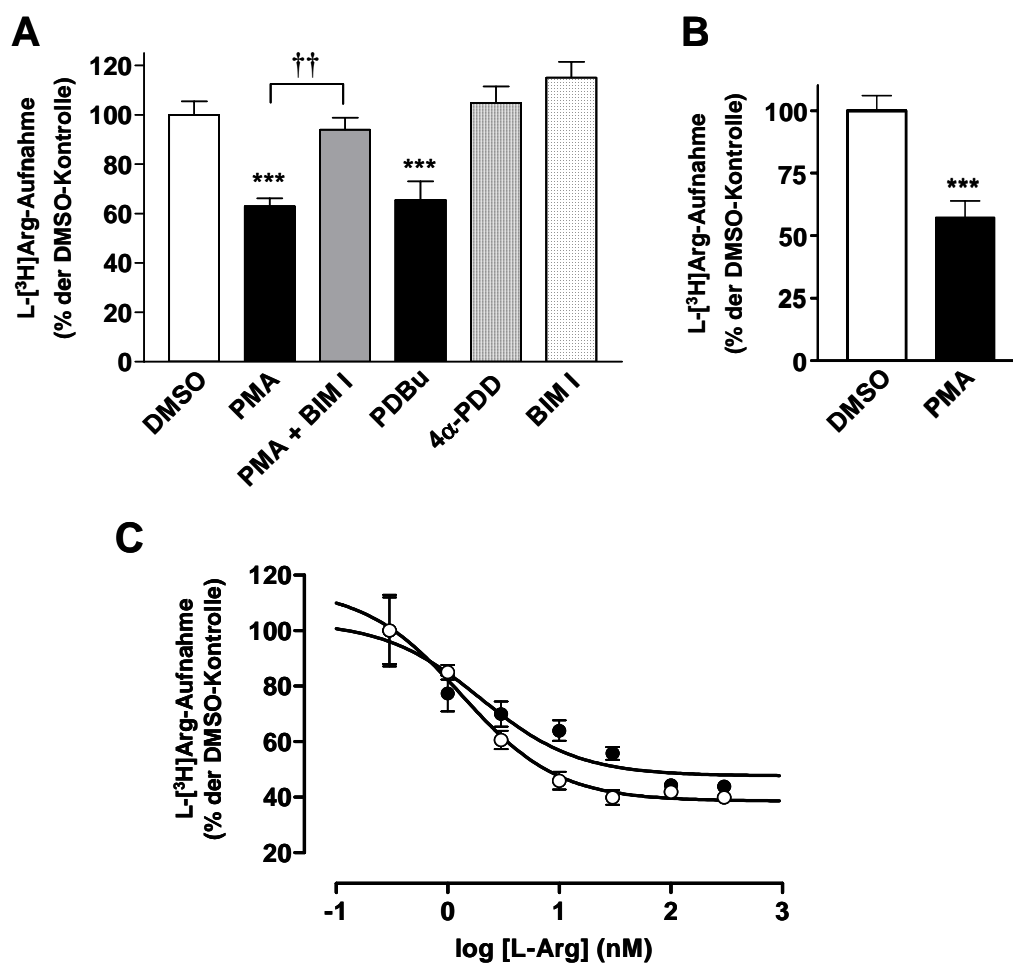 A
L-[³H]Arg-Aufnahme
(% der DMSO-Kontrolle)
120
100
80
60
40
20
0
***
††
***
DMSO
PMA
PMA + BIM I
PDBu
4α-PDD
BIM I
B
L-[³H]Arg-Aufnahme
(% der DMSO-Kontrolle)
100
75
50
25
0
***
DMSO
PMA
C
L-[³H]Arg-Aufnahme
(% der DMSO-Kontrolle)
120
100
80
60
40
20
-1 0 1 2 3
log [L-Arg] (nM)